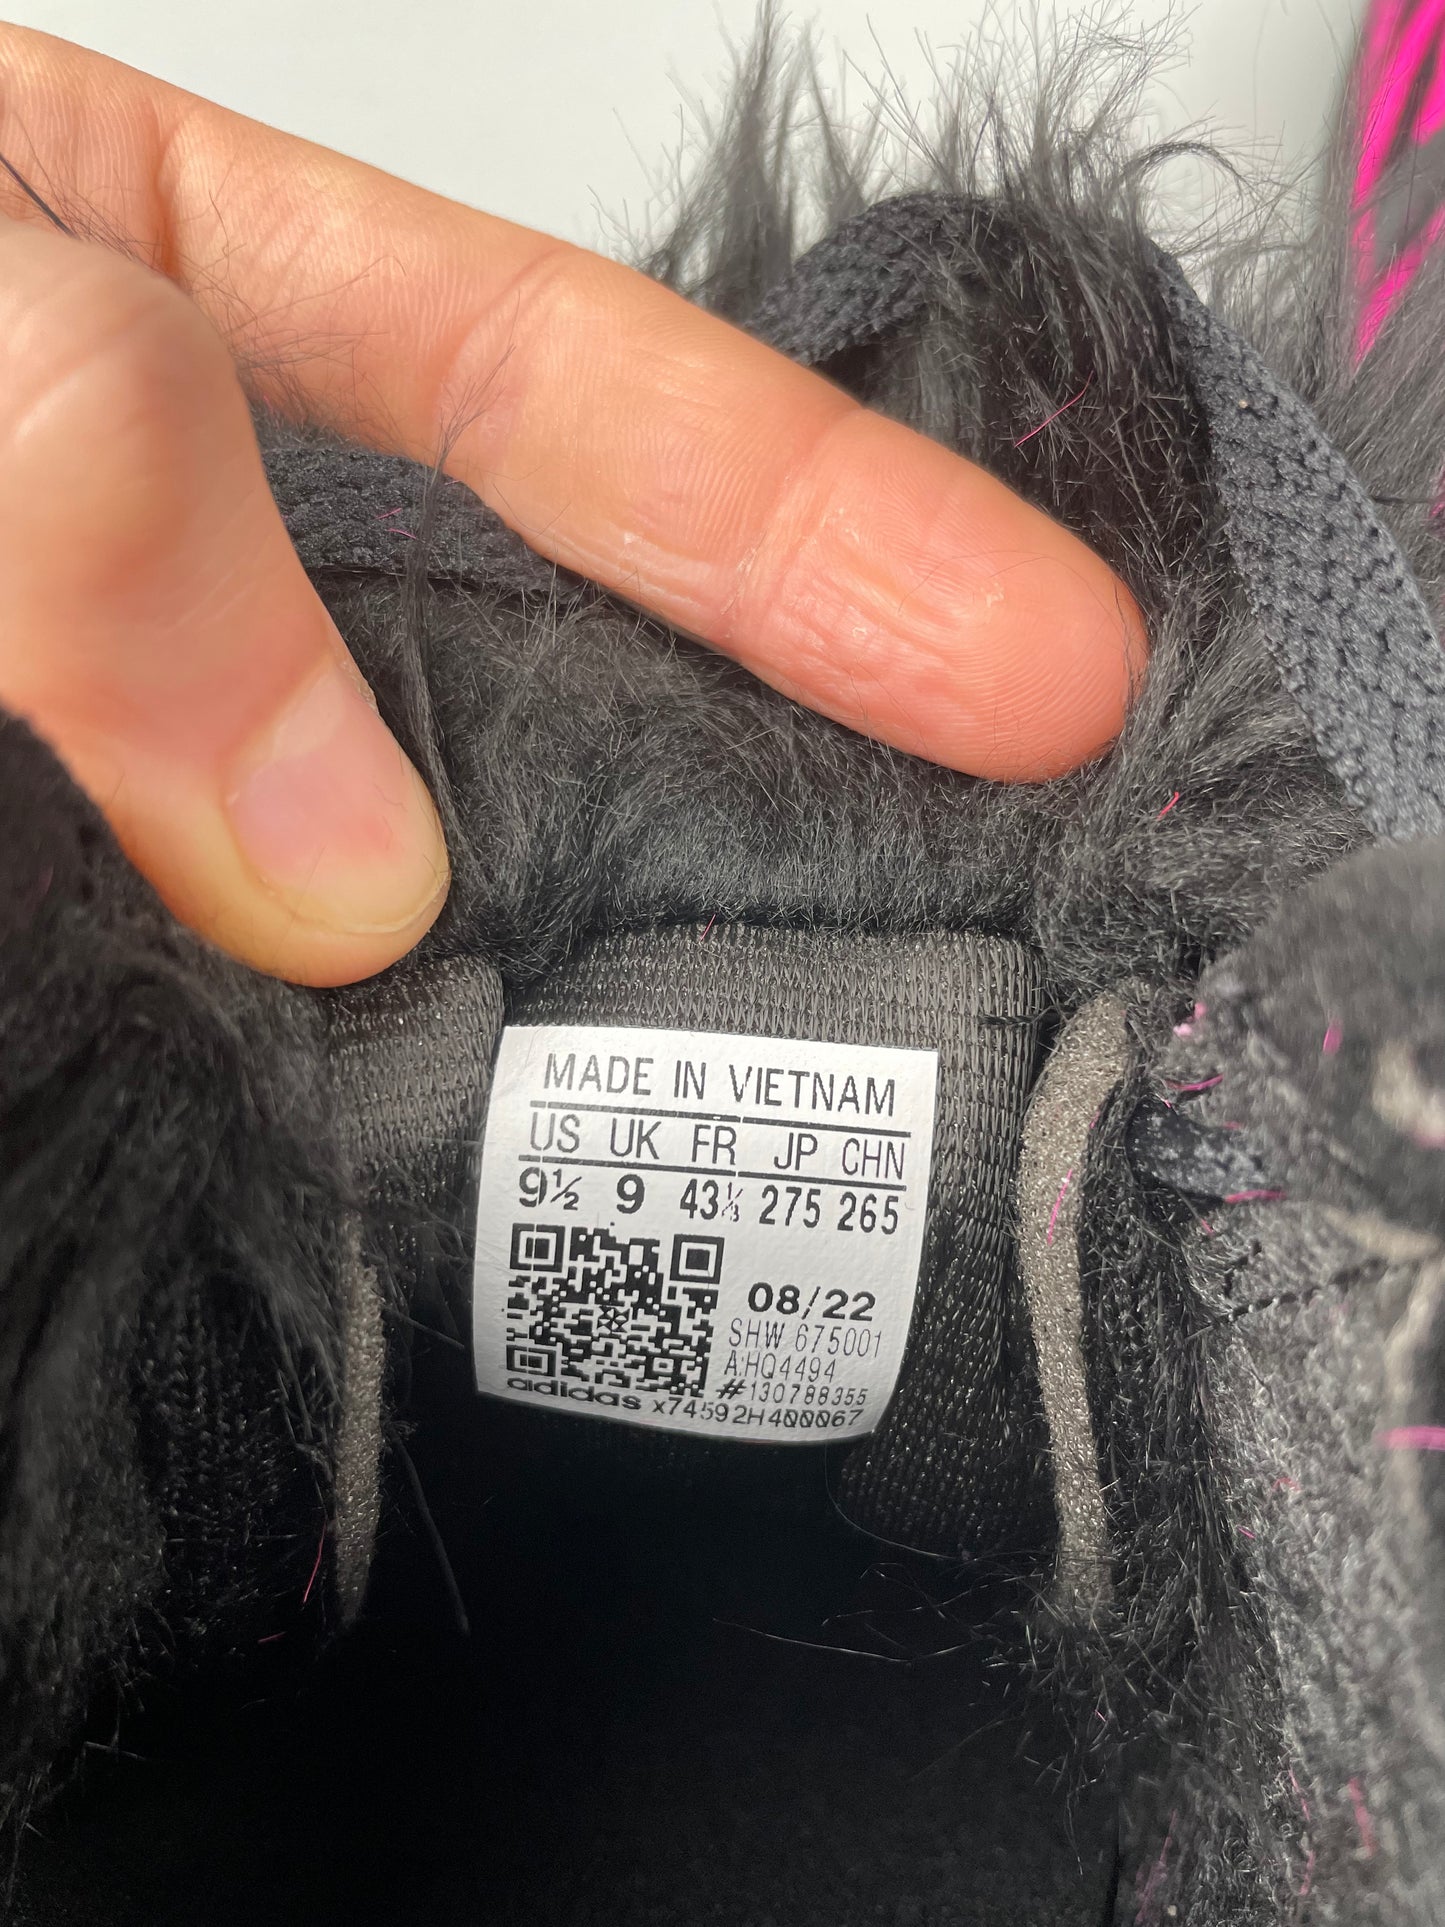 MADE IN VIETNAM
US UK FR JP CHN
9½ 9 43⅓ 275 265
08/22
SHW 675001
A:HQ4494
#130788355
adidas x74592H400067